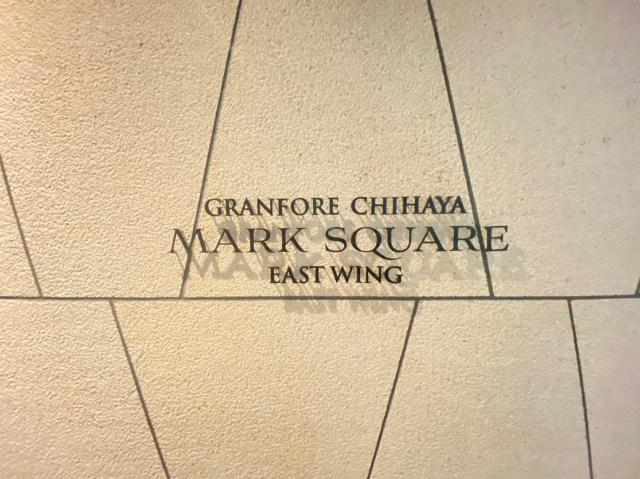 GRANFORE CHIHAYA
MARK SQUARE
EAST WING